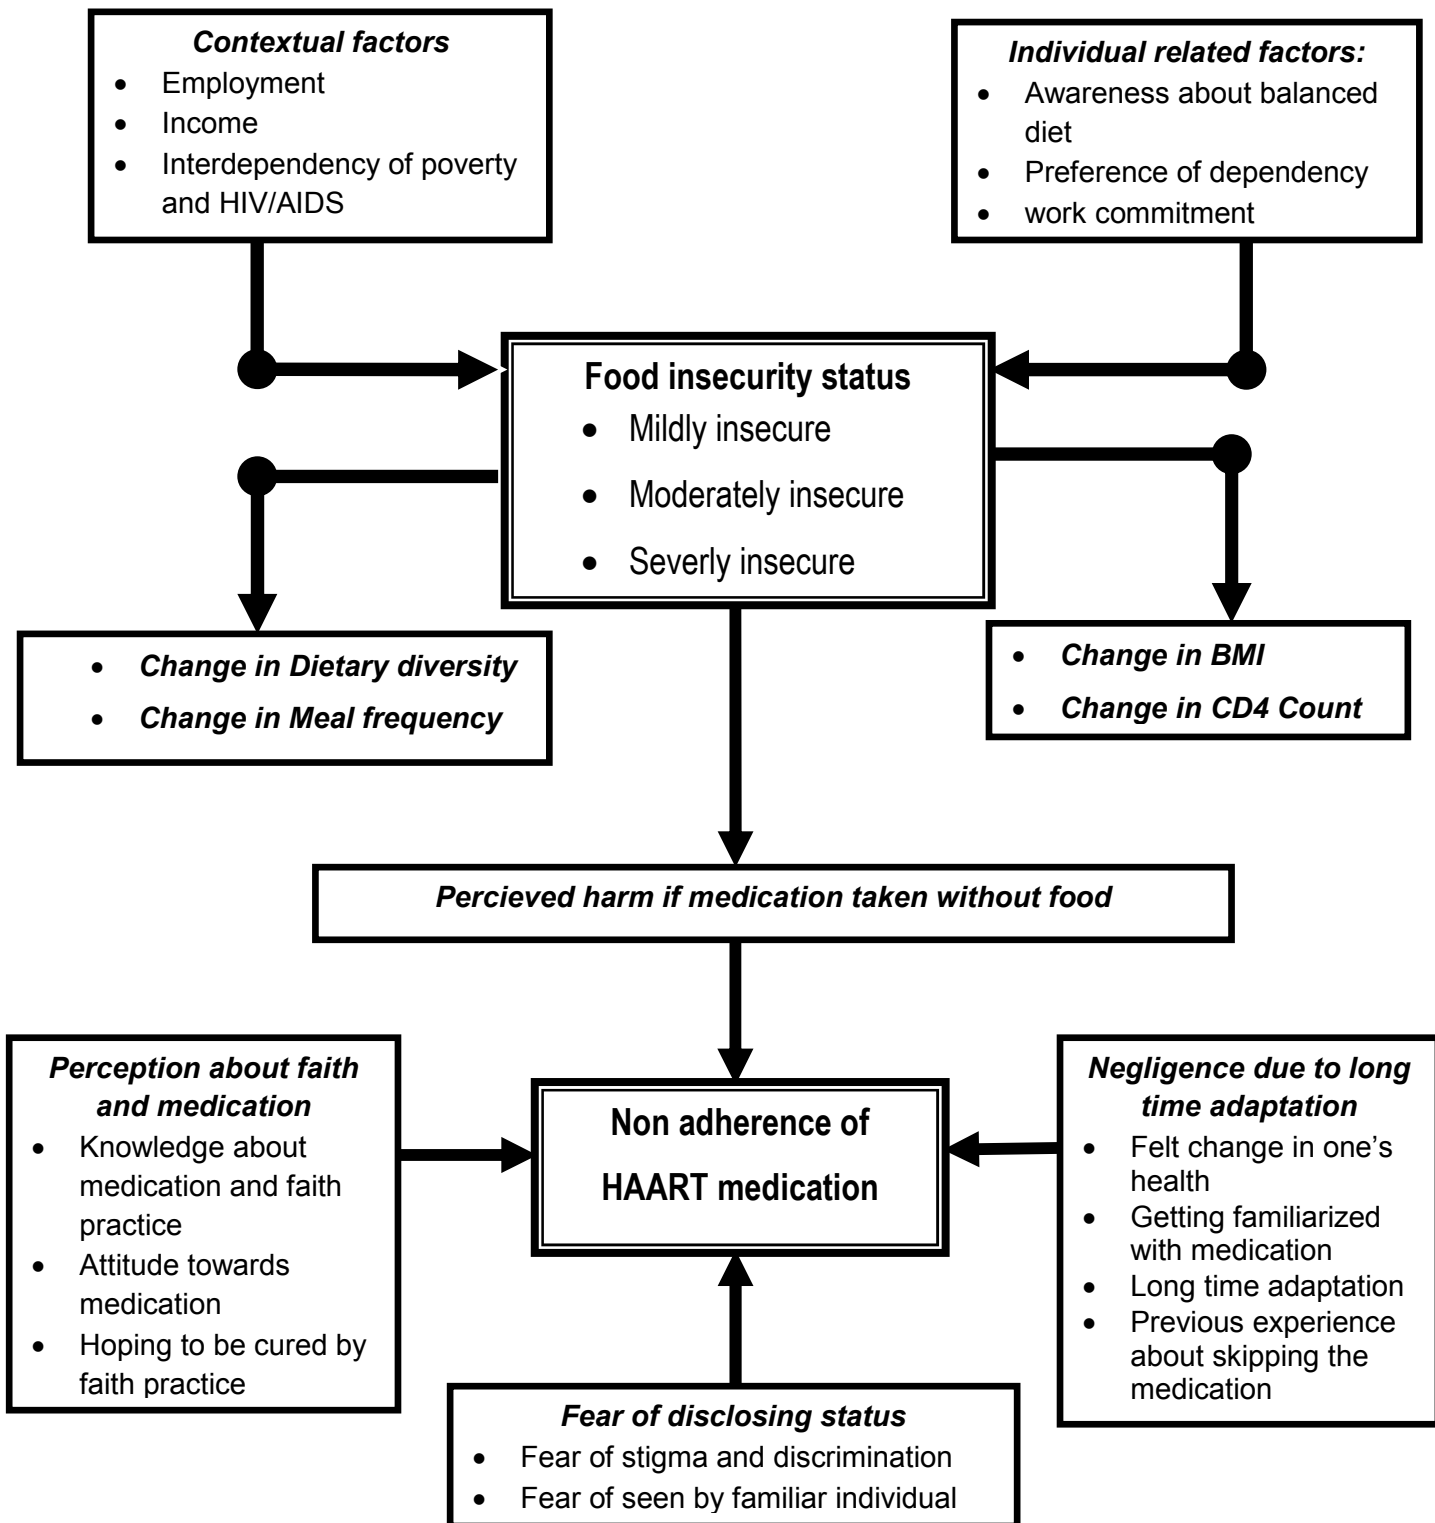 Contextual factors
• Employment
• Income
• Interdependency of poverty
and HIV/AIDS
Individual related factors:
• Awareness about balanced
diet
• Preference of dependency
• work commitment
Food insecurity status
• Mildly insecure
• Moderately insecure
• Severly insecure
• Change in Dietary diversity
• Change in Meal frequency
• Change in BMI
• Change in CD4 Count
Percieved harm if medication taken without food
Perception about faith
and medication
• Knowledge about
medication and faith
practice
• Attitude towards
medication
• Hoping to be cured by
faith practice
Non adherence of
HAART medication
Negligence due to long
time adaptation
• Felt change in one’s
health
• Getting familiarized
with medication
• Long time adaptation
• Previous experience
about skipping the
medication
Fear of disclosing status
• Fear of stigma and discrimination
• Fear of seen by familiar individual